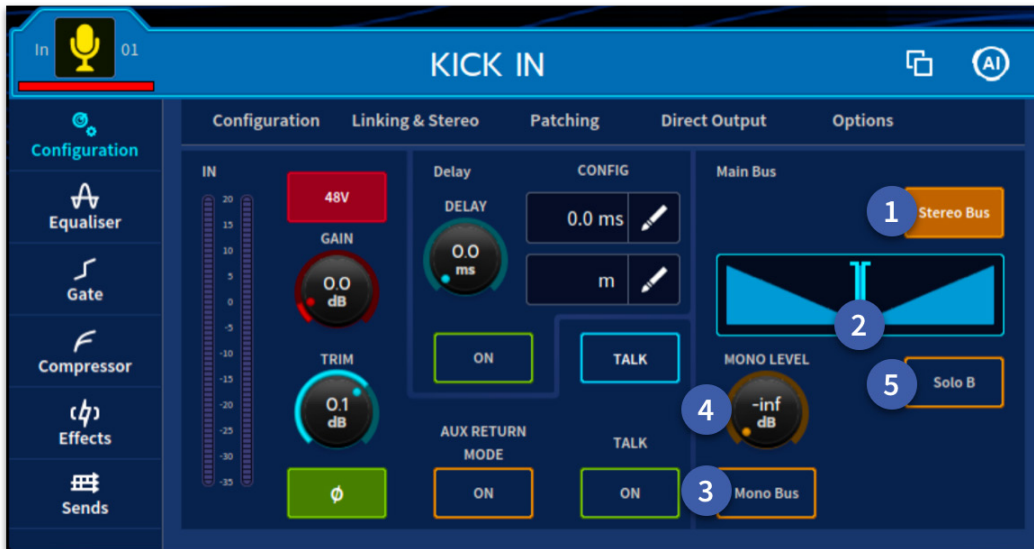 In
01
KICK IN
AI
Configuration
Equaliser
Gate
Compressor
Effects
Sends
Configuration Linking & Stereo Patching Direct Output Options
IN
20
15
10
5
0
-5
-10
-15
-20
-25
-30
-35
48V
GAIN
0.0
dB
TRIM
0.1
dB
Ø
Delay
DELAY
0.0
ms
ON
CONFIG
0.0 ms
m
TALK
AUX RETURN
MODE
ON
TALK
ON
Main Bus
1
Stereo Bus
2
MONO LEVEL
4
-inf
dB
5
Solo B
3
Mono Bus